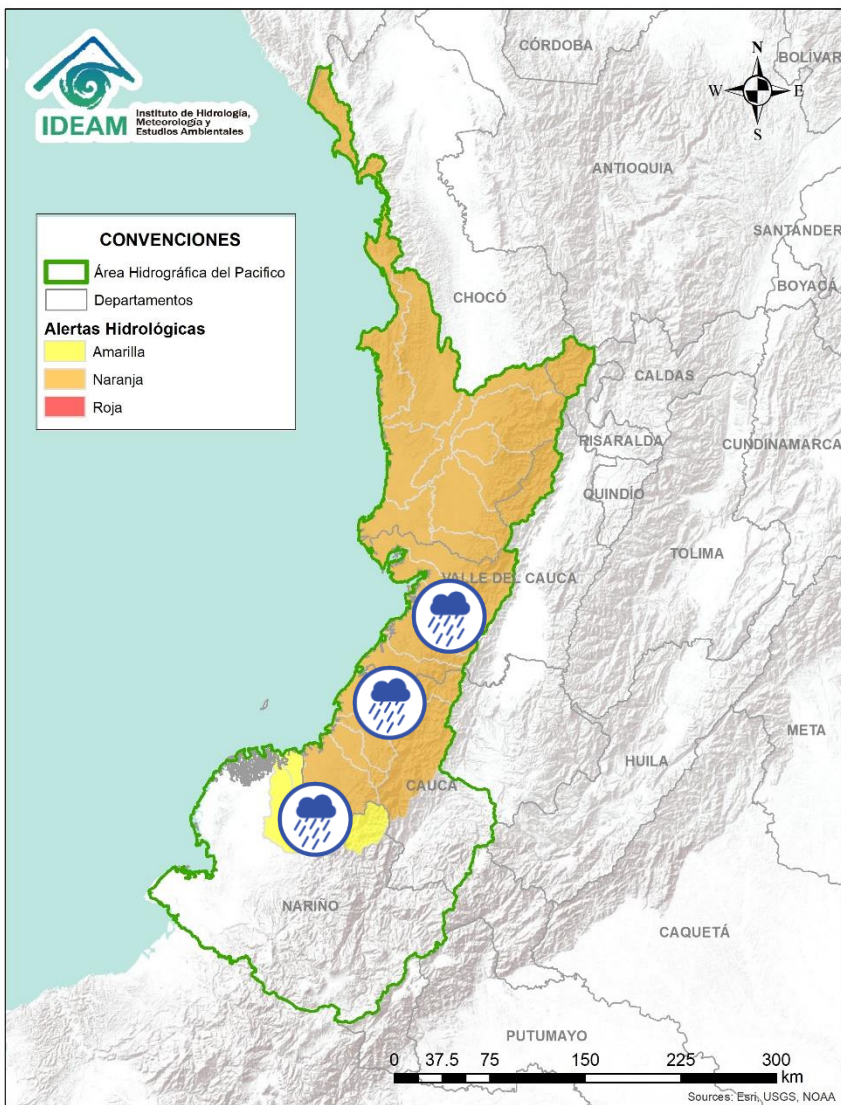 IDEAM
Instituto de Hidrología,
Meteorología y
Estudios Ambientales
CÓRDOBA
BOLÍVAR
N
W
E
S
ANTIOQUIA
SANTANDER
BOYACÁ
CONVENCIONES
Área Hidrográfica del Pacifico
Departamentos
Alertas Hidrológicas
Amarilla
Naranja
Roja
CHOCÓ
CALDAS
RISARALDA
CUNDINAMARCA
QUINDÍO
TOLIMA
VALLE DEL CAUCA
META
HUILA
CAUCA
NARIÑO
CAQUETÁ
PUTUMAYO
0 37.5 75 150 225 300
km
Sources: Esri, USGS, NOAA